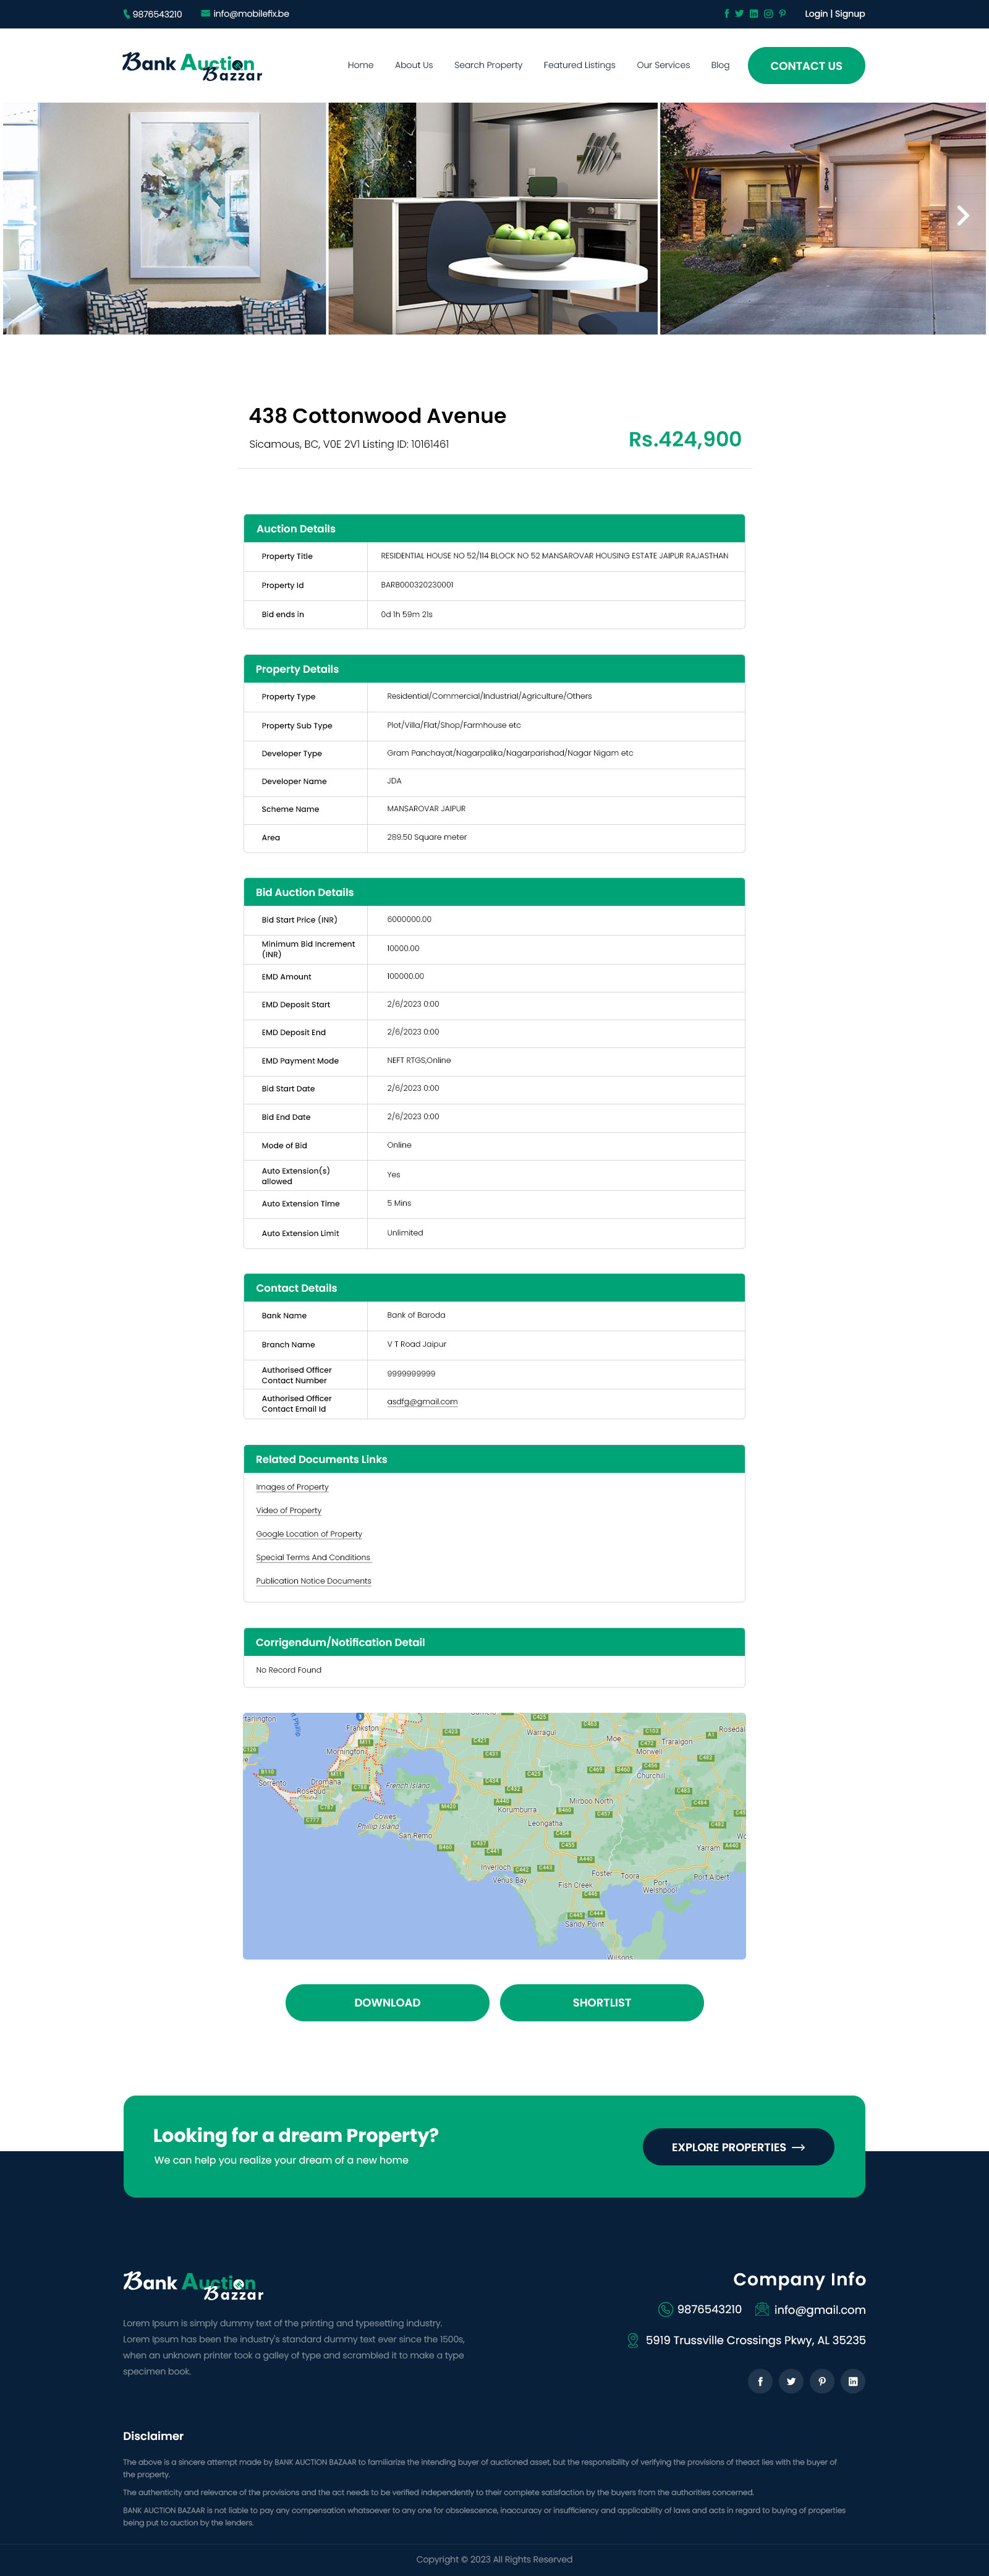 9876543210
info@mobilefix.be
Login | Signup
Bank Auction
Bazzar
Home
About Us
Search Property
Featured Listings
Our Services
Blog
CONTACT US
438 Cottonwood Avenue
Sicamous, BC, V0E 2V1 Listing ID: 10161461
Rs.424,900
Auction Details
Property Title
RESIDENTIAL HOUSE NO 52/114 BLOCK NO 52 MANSAROVAR HOUSING ESTATE JAIPUR RAJASTHAN
Property Id
BARB000320230001
Bid ends in
0d 1h 59m 21s
Property Details
Property Type
Residential/Commercial/Industrial/Agriculture/Others
Property Sub Type
Plot/Villa/Flat/Shop/Farmhouse etc
Developer Type
Gram Panchayat/Nagarpalika/Nagarparishad/Nagar Nigam etc
Developer Name
JDA
Scheme Name
MANSAROVAR JAIPUR
Area
289.50 Square meter
Bid Auction Details
Bid Start Price (INR)
6000000.00
Minimum Bid Increment
(INR)
10000.00
EMD Amount
100000.00
EMD Deposit Start
2/6/2023 0:00
EMD Deposit End
2/6/2023 0:00
EMD Payment Mode
NEFT RTGS,Online
Bid Start Date
2/6/2023 0:00
Bid End Date
2/6/2023 0:00
Mode of Bid
Online
Auto Extension(s)
allowed
Yes
Auto Extension Time
5 Mins
Auto Extension Limit
Unlimited
Contact Details
Bank Name
Bank of Baroda
Branch Name
V T Road Jaipur
Authorised Officer
Contact Number
9999999999
Authorised Officer
Contact Email Id
asdfg@gmail.com
Related Documents Links
Images of Property
Video of Property
Google Location of Property
Special Terms And Conditions
Publication Notice Documents
Corrigendum/Notification Detail
No Record Found
Frankston
Warragul
Moe
Traralgon
Rosedal
Mornington
Morwell
Churchill
Sorrento
Dromana
Rosebud
French Island
Mirboo North
Korumburra
Leongatha
Cowes
Phillip Island
San Remo
Yarram
Inverloch
Venus Bay
Foster
Toora
Fish Creek
Port
Welshpool
Port Albert
Sandy Point
Wilsons
DOWNLOAD
SHORTLIST
Looking for a dream Property?
We can help you realize your dream of a new home
EXPLORE PROPERTIES
Bank Auction
Bazzar
Lorem Ipsum is simply dummy text of the printing and typesetting industry.
Lorem Ipsum has been the industry's standard dummy text ever since the 1500s,
when an unknown printer took a galley of type and scrambled it to make a type
specimen book.
Company Info
9876543210
info@gmail.com
5919 Trussville Crossings Pkwy, AL 35235
Disclaimer
The above is a sincere attempt made by BANK AUCTION BAZAAR to familiarize the intending buyer of auctioned asset, but the responsibility of verifying the provisions of theact lies with the buyer of
the property.
The authenticity and relevance of the provisions and the act needs to be verified independently to their complete satisfaction by the buyers from the authorities concerned.
BANK AUCTION BAZAAR is not liable to pay any compensation whatsoever to any one for obsolescence, inaccuracy or insufficiency and applicability of laws and acts in regard to buying of properties
being put to auction by the lenders.
Copyright © 2023 All Rights Reserved